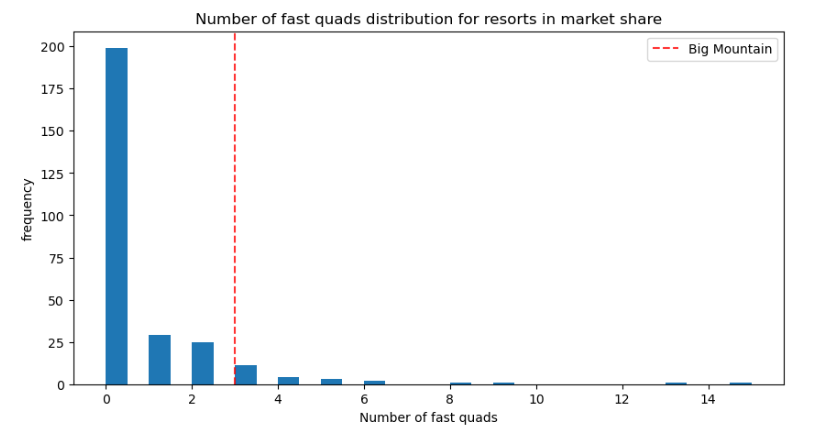 Number of fast quads distribution for resorts in market share
Big Mountain
frequency
200
175
150
125
100
75
50
25
0
0 2 4 6 8 10 12 14
Number of fast quads